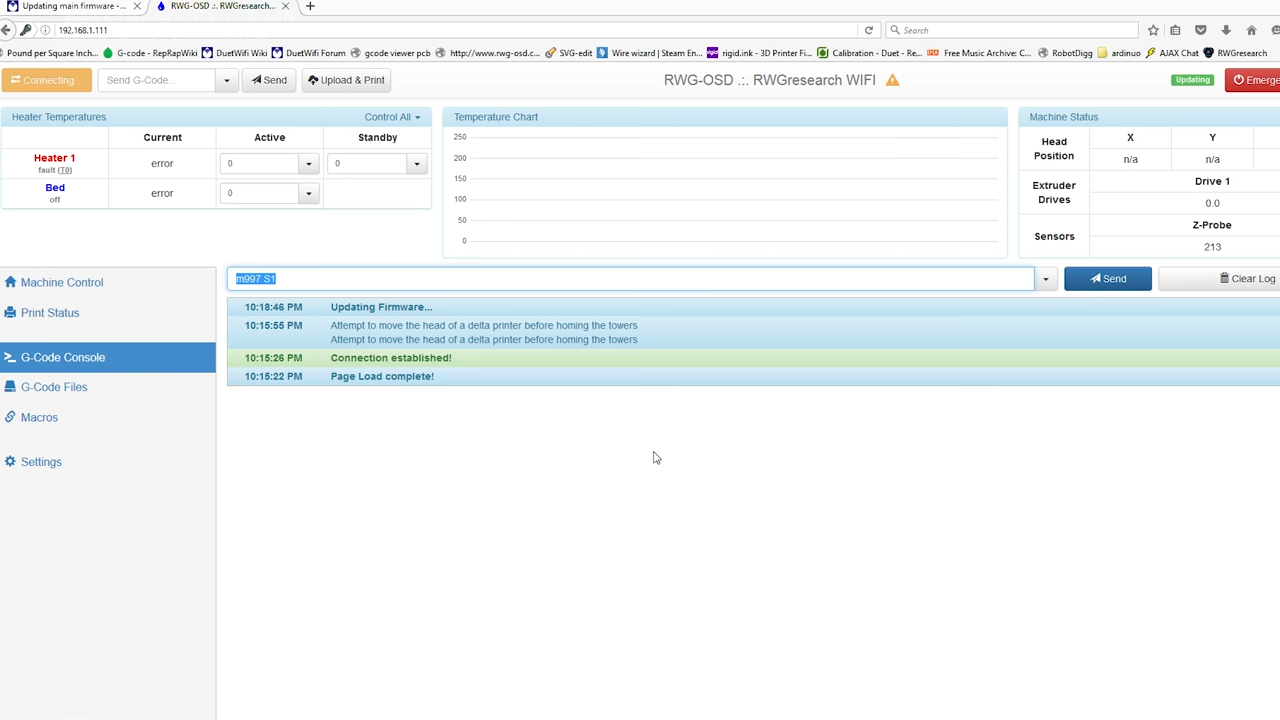 Updating main firmware -...
RWG-OSD .:. RWGresearch...
192.168.1.111
Search
Pound per Square Inch...
G-code - RepRapWiki
DuetWifi Wiki
DuetWifi Forum
gcode viewer pcb
http://www.rwg-osd.c...
SVG-edit
Wire wizard | Steam En...
rigid.ink - 3D Printer Fi...
Calibration - Duet - Re...
Free Music Archive: C...
RobotDigg
ardinuo
AJAX Chat
RWGresearch
Connecting...
Send G-Code...
Send
Upload & Print
RWG-OSD .:. RWGresearch WIFI
Updating
Emerge
Heater Temperatures
Control All
Current
Active
Standby
Heater 1
fault (T0)
error
0
0
Bed
off
error
0
Temperature Chart
250
200
150
100
50
0
Machine Status
Head
Position
X
Y
n/a
n/a
Extruder
Drives
Drive 1
0.0
Sensors
Z-Probe
213
Machine Control
Print Status
G-Code Console
G-Code Files
Macros
Settings
m997 S1
Send
Clear Log
10:18:46 PM Updating Firmware...
10:15:55 PM Attempt to move the head of a delta printer before homing the towers
Attempt to move the head of a delta printer before homing the towers
10:15:26 PM Connection established!
10:15:22 PM Page Load complete!